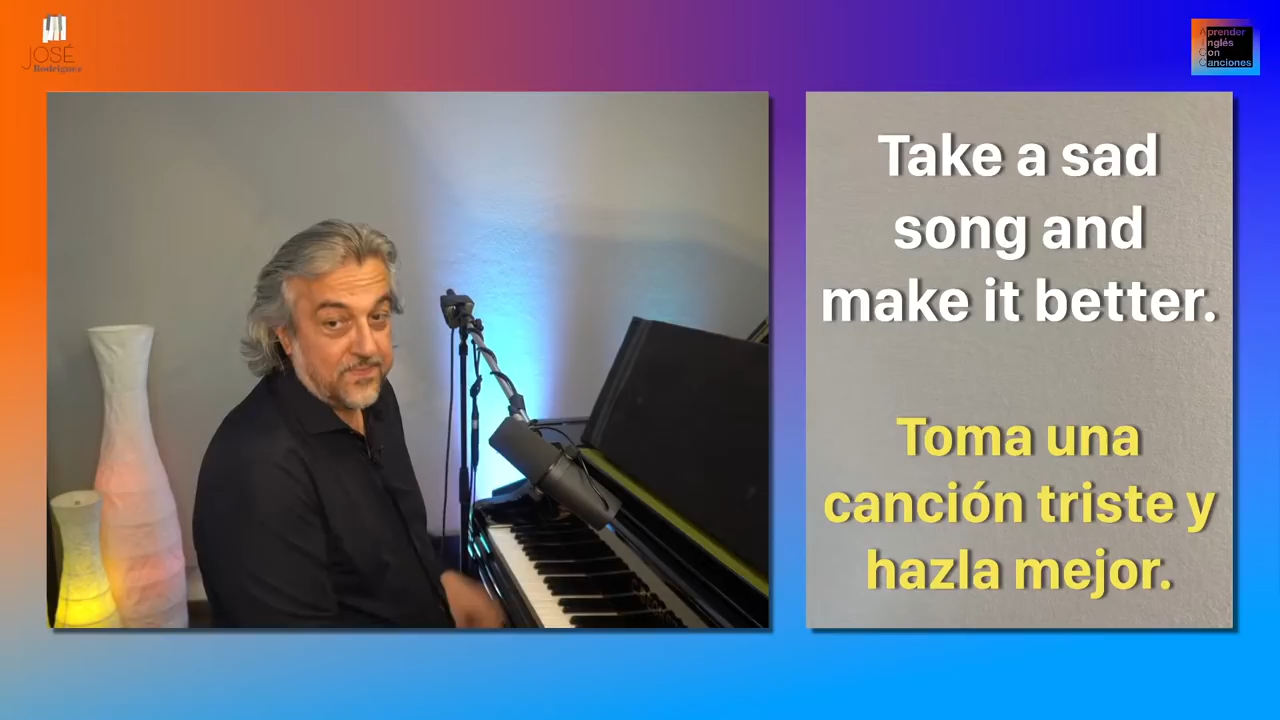 JOSÉ
Rodríguez
Aprender
Inglés
Con
Canciones
Take a sad
song and
make it better.
Toma una
canción triste y
hazla mejor.